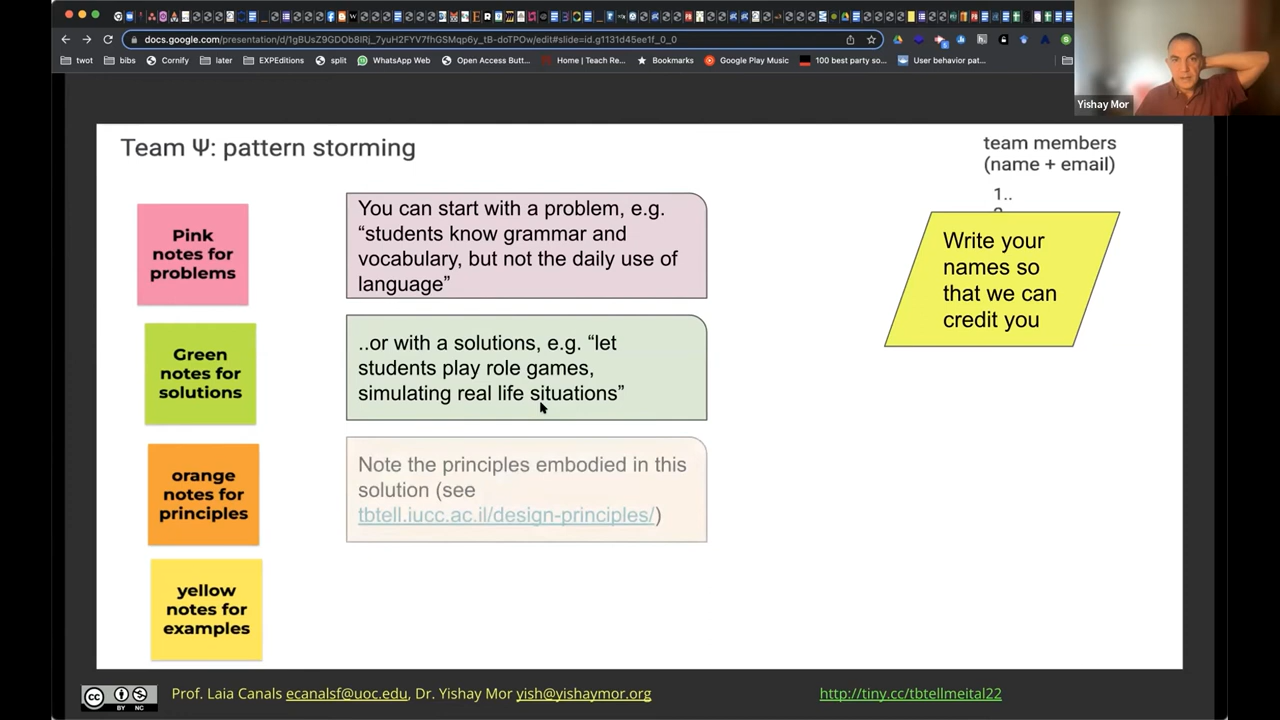 docs.google.com/presentation/d/1gBUsZ9GDOb8IRj_7yuH2FYV7fhGSMqp6y_tB-doTPOw/edit#slide=id.g1131d45ee1f_0_0
twot
bibs
Cornify
later
EXPEditions
split
WhatsApp Web
Open Access Butt...
Home | Teach Re...
Bookmarks
Google Play Music
100 best party so...
User behavior pat...
Yishay Mor
Team Ψ: pattern storming
team members
(name + email)
1..
Pink
notes for
problems
You can start with a problem, e.g.
“students know grammar and
vocabulary, but not the daily use of
language”
Write your
names so
that we can
credit you
Green
notes for
solutions
..or with a solutions, e.g. “let
students play role games,
simulating real life situations”
orange
notes for
principles
Note the principles embodied in this
solution (see
tbtell.iucc.ac.il/design-principles/)
yellow
notes for
examples
cc
BY NC
Prof. Laia Canals ecanalsf@uoc.edu, Dr. Yishay Mor yish@yishaymor.org
http://tiny.cc/tbtellmeital22